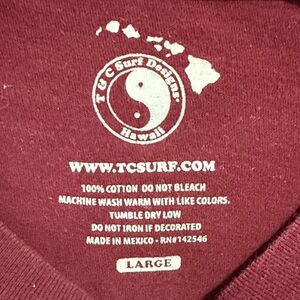 T & C Surf Designs
Hawaii
WWW.TCSURF.COM
100% COTTON DO NOT BLEACH
MACHINE WASH WARM WITH LIKE COLORS.
TUMBLE DRY LOW
DO NOT IRON IF DECORATED
MADE IN MEXICO - RN#142546
LARGE